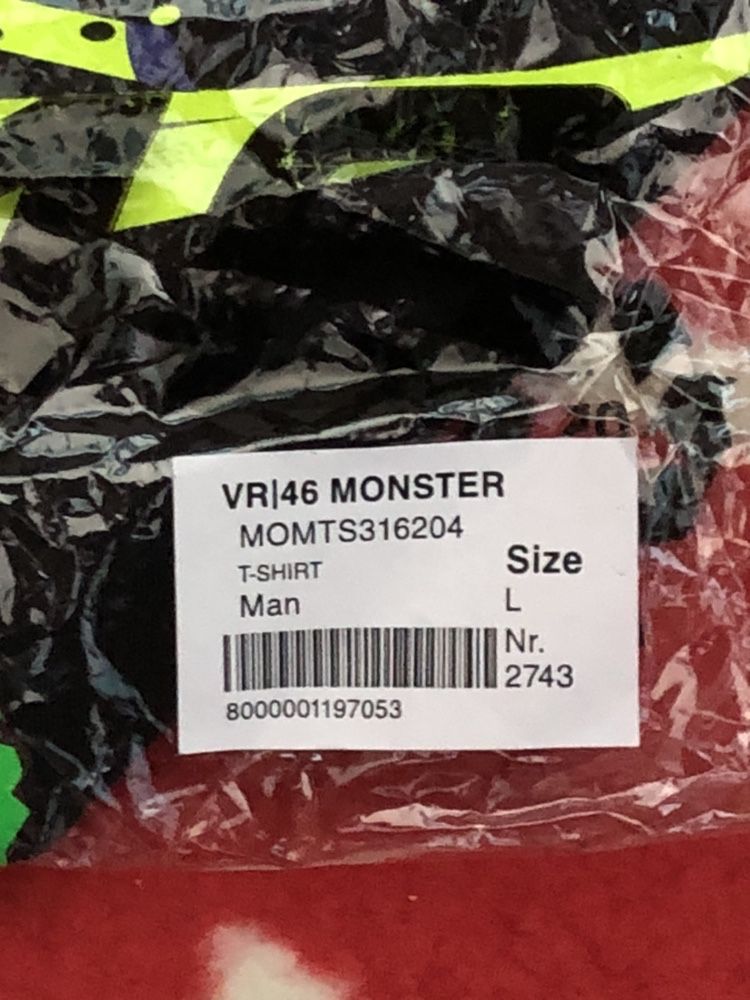 VR|46 MONSTER
MOMTS316204
T-SHIRT
Size
Man
L
Nr.
2743
8000001197053